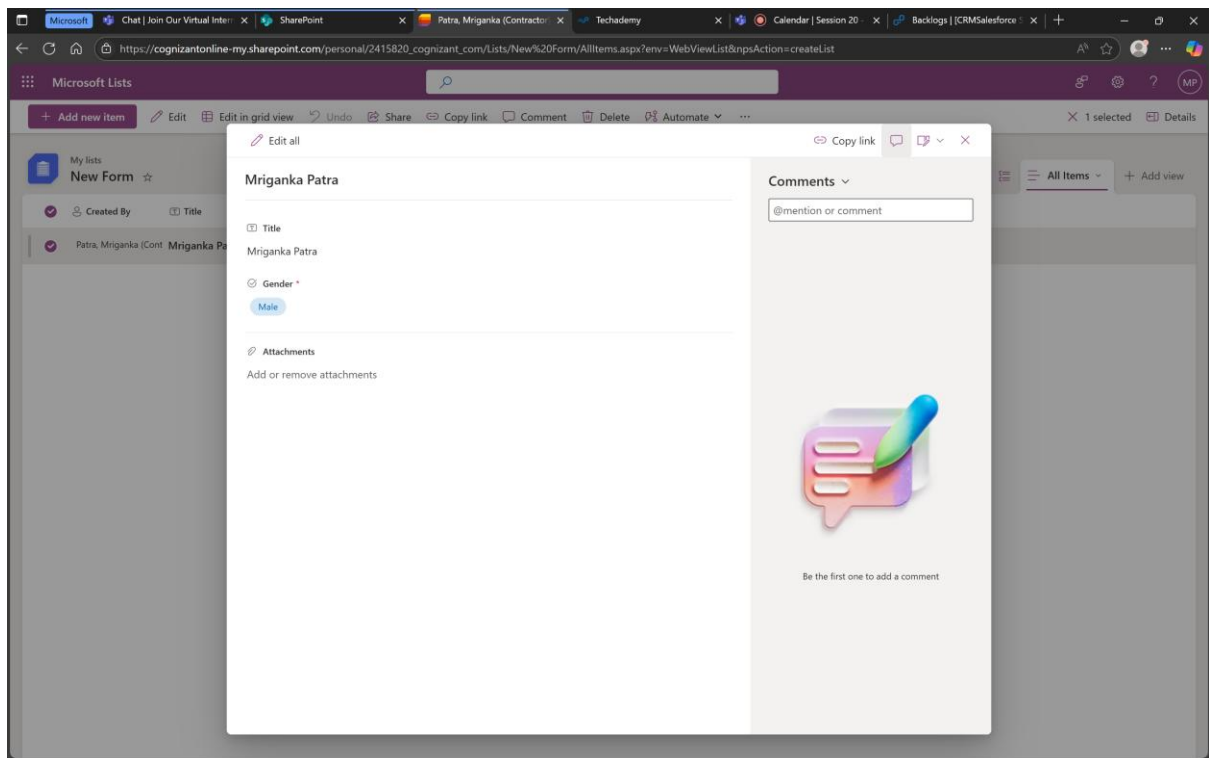 Microsoft Chat | Join Our Virtual Intern SharePoint Patra, Mriganka (Contractor) Techademy Calendar | Session 20 - Backlogs | [CRMSalesforce
https://cognizantonline-my.sharepoint.com/personal/2415820_cognizant_com/Lists/New%20Form/AllItems.aspx?env=WebViewList&npsAction=createList
Microsoft Lists MP
+ Add new item Edit Edit in grid view Undo Share Copy link Comment Delete Automate ... 1 selected Details
Edit all Copy link
My lists
New Form All Items + Add view
Mriganka Patra Comments
Created By Title @mention or comment
Title
Patra, Mriganka (Cont Mriganka Pa
Mriganka Patra
Gender *
Male
Attachments
Add or remove attachments
Be the first one to add a comment